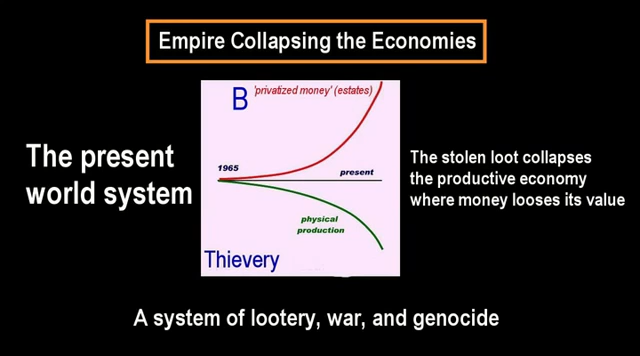 Empire Collapsing the Economies
B 'privatized money' (estates)
1965
present
physical
production
Thievery
The present
world system
The stolen loot collapses
the productive economy
where money looses its value
A system of lootery, war, and genocide